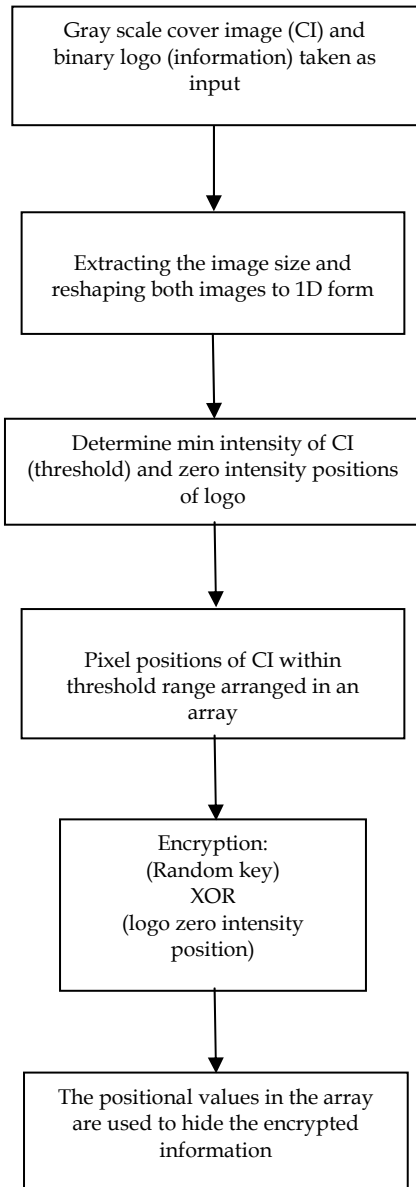 Gray scale cover image (CI) and
binary logo (information) taken as
input
Extracting the image size and
reshaping both images to 1D form
Determine min intensity of CI
(threshold) and zero intensity positions
of logo
Pixel positions of CI within
threshold range arranged in an
array
Encryption:
(Random key)
XOR
(logo zero intensity
position)
The positional values in the array
are used to hide the encrypted
information